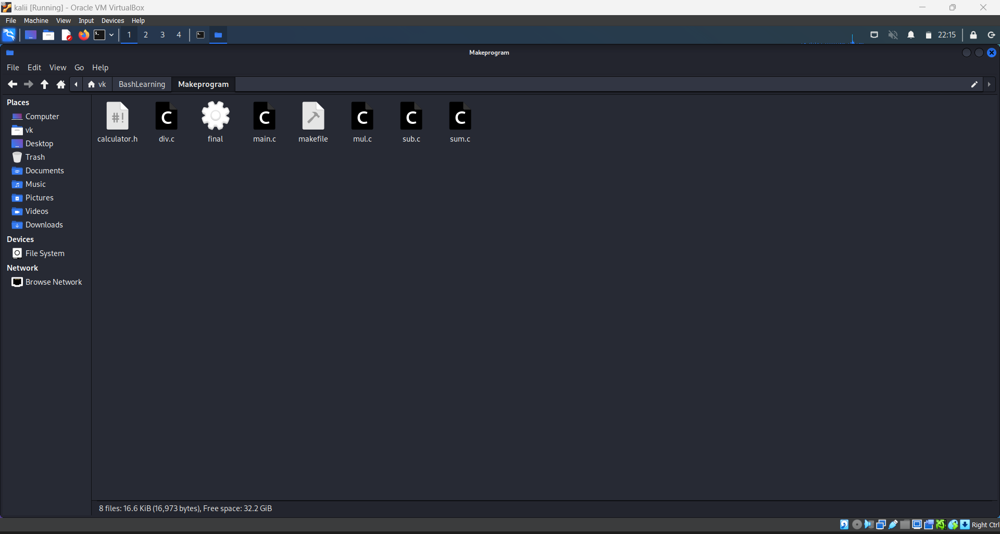 kalii [Running] - Oracle VM VirtualBox
File Machine View Input Devices Help
1 2 3 4 22:15
Makeprogram
File Edit View Go Help
vk BashLearning Makeprogram
Places
Computer
vk
Desktop
Trash
Documents
Music
Pictures
Videos
Downloads
Devices
File System
Network
Browse Network
#! C C C C C
calculator.h div.c final main.c makefile mul.c sub.c sum.c
8 files: 16.6 KiB (16,973 bytes), Free space: 32.2 GiB
Right Ctrl